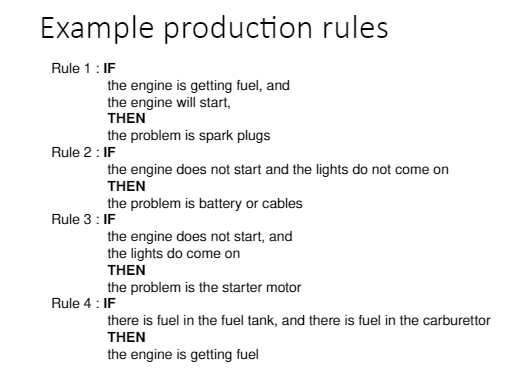 Example production rules
Rule 1 : IF
the engine is getting fuel, and
the engine will start,
THEN
the problem is spark plugs
Rule 2 : IF
the engine does not start and the lights do not come on
THEN
the problem is battery or cables
Rule 3 : IF
the engine does not start, and
the lights do come on
THEN
the problem is the starter motor
Rule 4 : IF
there is fuel in the fuel tank, and there is fuel in the carburettor
THEN
the engine is getting fuel